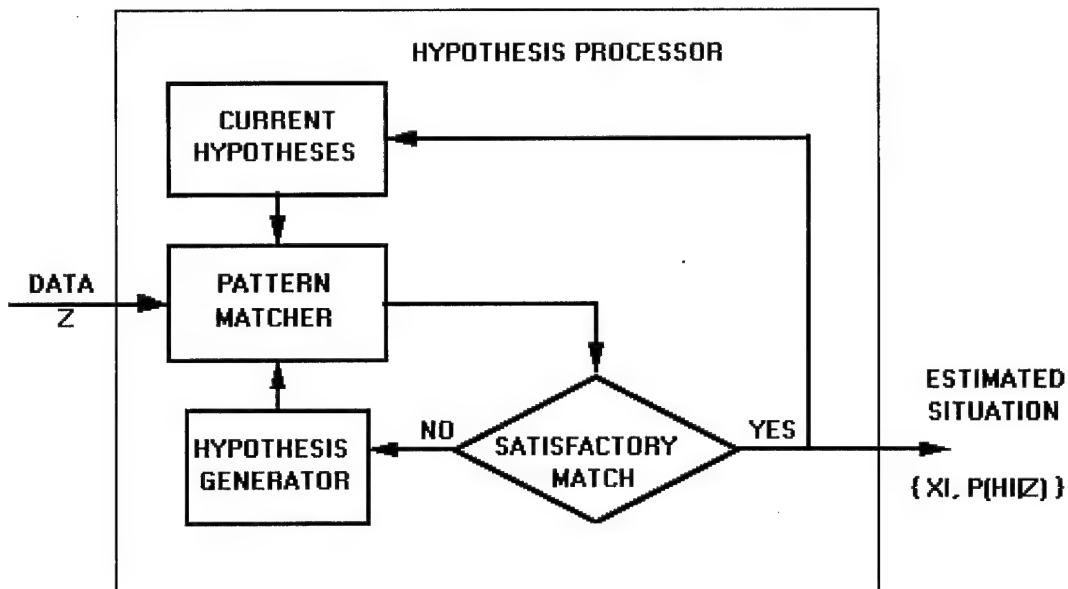 HYPOTHESIS PROCESSOR
CURRENT
HYPOTHESES
DATA
Z
PATTERN
MATCHER
HYPOTHESIS
GENERATOR
NO
SATISFACTORY
MATCH
YES
ESTIMATED
SITUATION
{ XI, P(HI|Z) }